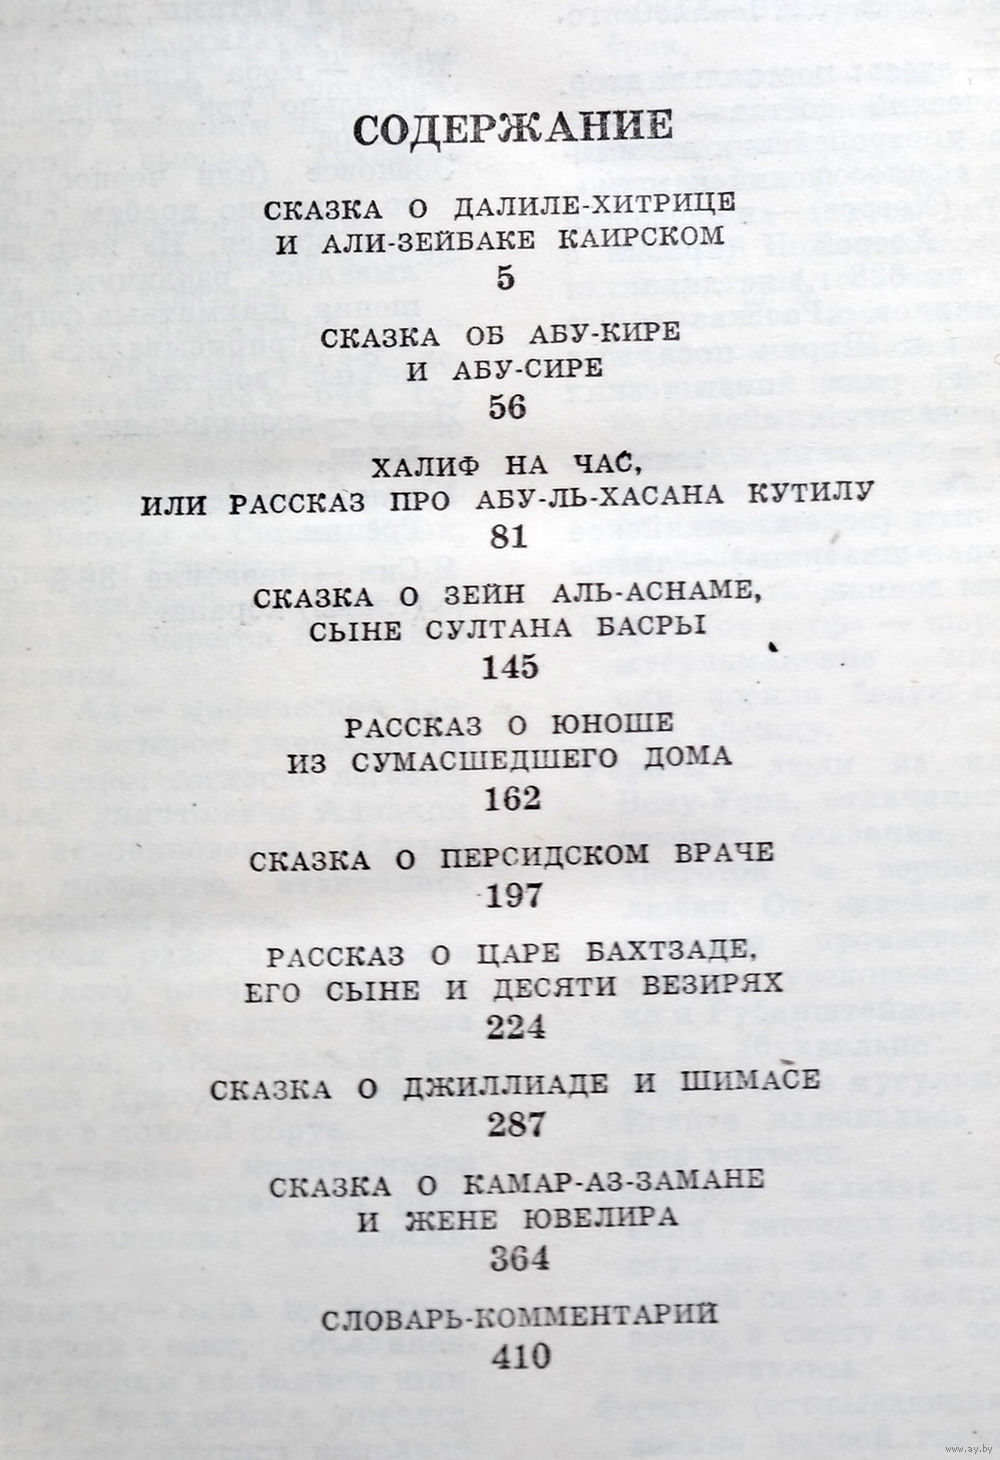 СОДЕРЖАНИЕ
СКАЗКА О ДАЛИЛЕ-ХИТРИЦЕ
И АЛИ-ЗЕЙБАКЕ КАИРСКОМ
5
СКАЗКА ОБ АБУ-КИРЕ
И АБУ-СИРЕ
56
ХАЛИФ НА ЧАС,
ИЛИ РАССКАЗ ПРО АБУ-ЛЬ-ХАСАНА КУТИЛУ
81
СКАЗКА О ЗЕЙН АЛЬ-АСНАМЕ,
СЫНЕ СУЛТАНА БАСРЫ
145
РАССКАЗ О ЮНОШЕ
ИЗ СУМАСШЕДШЕГО ДОМА
162
СКАЗКА О ПЕРСИДСКОМ ВРАЧЕ
197
РАССКАЗ О ЦАРЕ БАХТЗАДЕ,
ЕГО СЫНЕ И ДЕСЯТИ ВЕЗИРЯХ
224
СКАЗКА О ДЖИЛЛИАДЕ И ШИМАСЕ
287
СКАЗКА О КАМАР-АЗ-ЗАМАНЕ
И ЖЕНЕ ЮВЕЛИРА
364
СЛОВАРЬ-КОММЕНТАРИЙ
410
www.ay.by